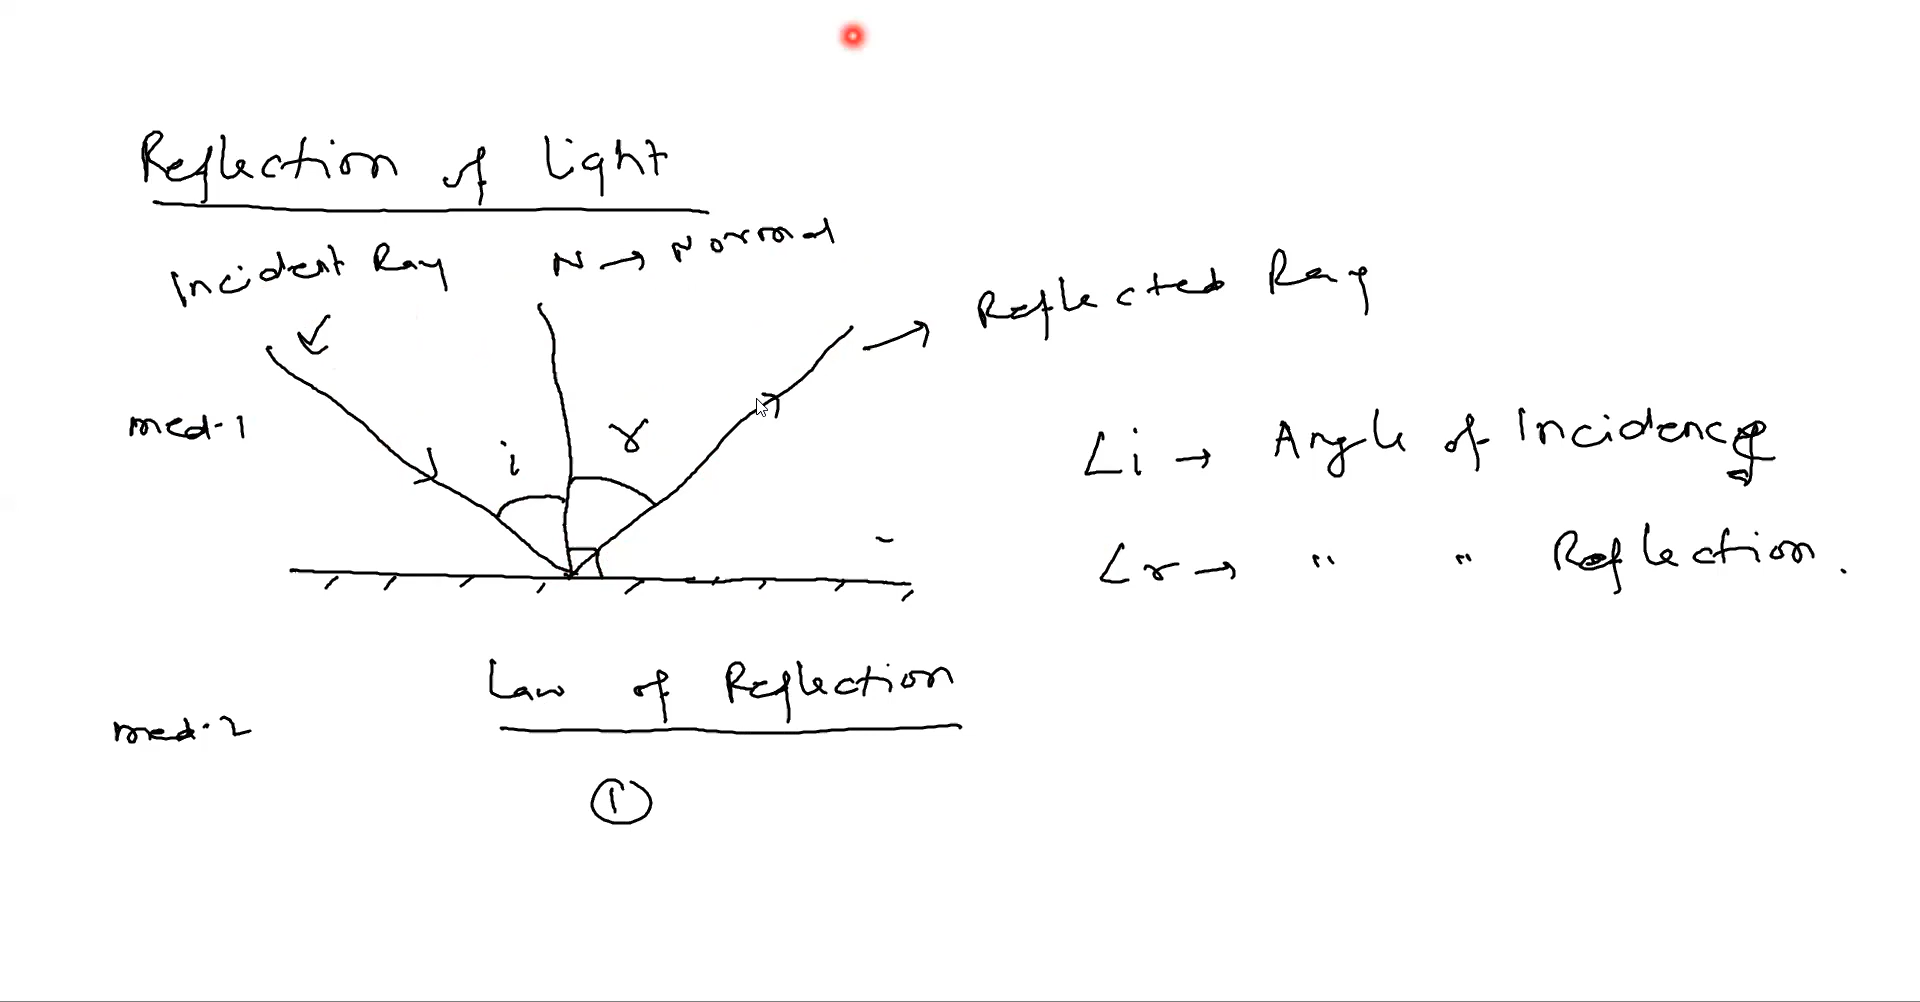 Reflection of light
Incident Ray
N → Normal
Reflected Ray
med-1
i
r
∠i → Angle of Incidence
∠r → " " Reflection.
Law of Reflection
med-2
①